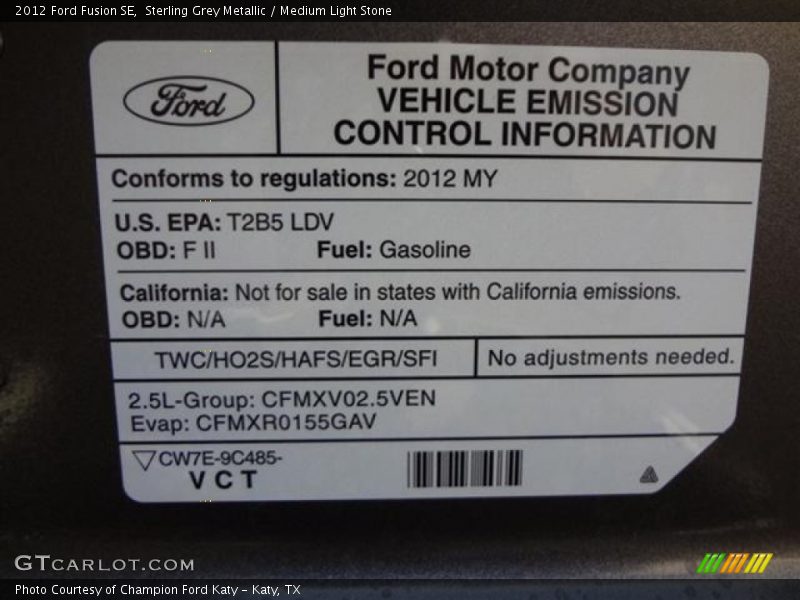 2012 Ford Fusion SE, Sterling Grey Metallic / Medium Light Stone
Ford
Ford Motor Company
VEHICLE EMISSION
CONTROL INFORMATION
Conforms to regulations: 2012 MY
U.S. EPA: T2B5 LDV
OBD: F II Fuel: Gasoline
California: Not for sale in states with California emissions.
OBD: N/A Fuel: N/A
TWC/HO2S/HAFS/EGR/SFI No adjustments needed.
2.5L-Group: CFMXV02.5VEN
Evap: CFMXR0155GAV
CW7E-9C485-
VCT
GTCARLOT.COM
Photo Courtesy of Champion Ford Katy – Katy, TX